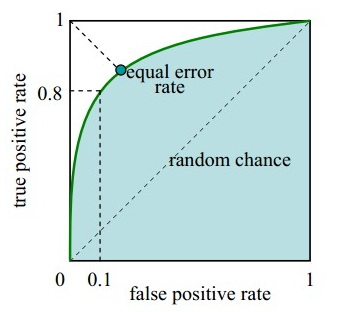 1
equal error
rate
0.8
true positive rate
random chance
0
0.1
1
false positive rate